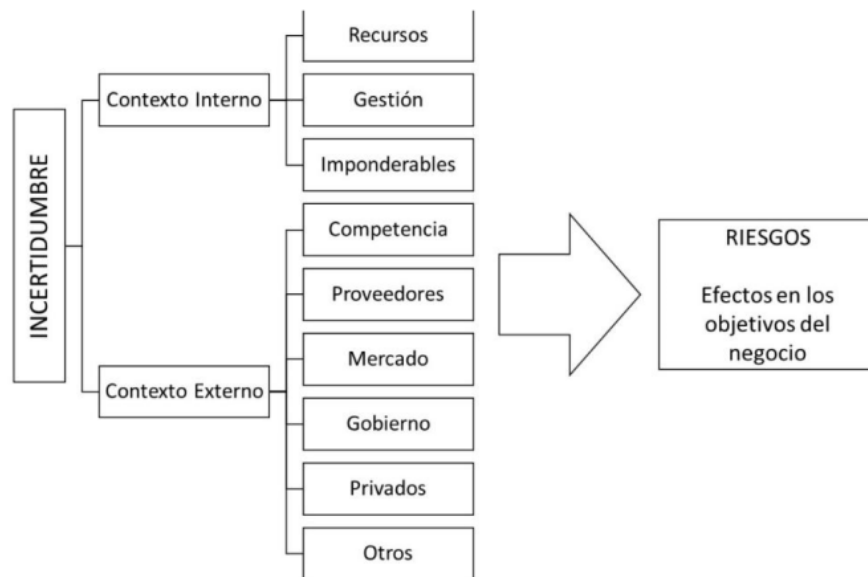 INCERTIDUMBRE
Contexto Interno
Recursos
Gestión
Imponderables
Contexto Externo
Competencia
Proveedores
Mercado
Gobierno
Privados
Otros
RIESGOS
Efectos en los
objetivos del
negocio